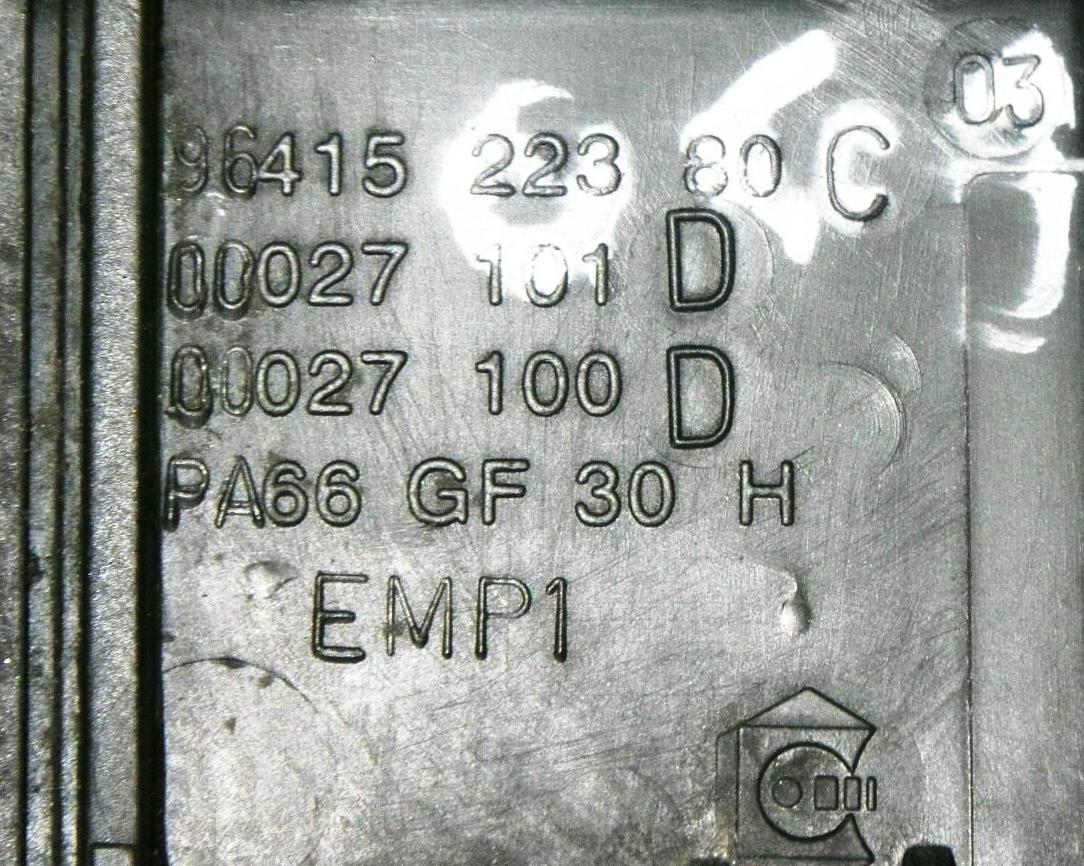 03
96415 223 80 C
00027 101 D
00027 100 D
PA66 GF 30 H
EMP1